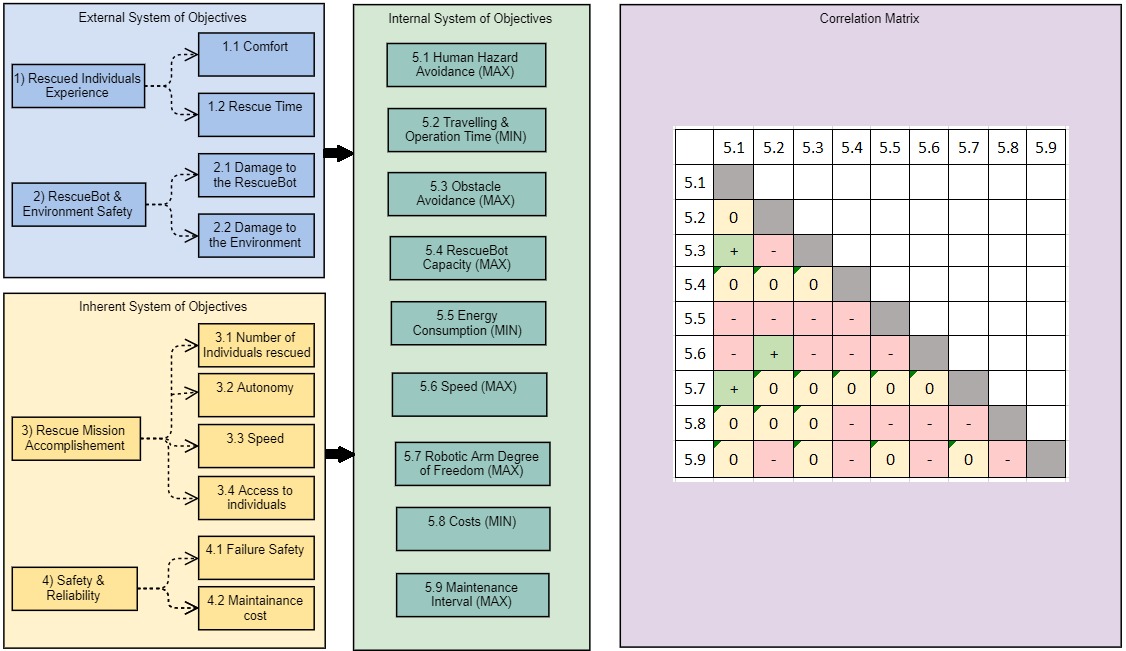 External System of Objectives
1) Rescued Individuals
Experience
1.1 Comfort
1.2 Rescue Time
2) RescueBot &
Environment Safety
2.1 Damage to
the RescueBot
2.2 Damage to
the Environment
Inherent System of Objectives
3) Rescue Mission
Accomplishement
3.1 Number of
Individuals rescued
3.2 Autonomy
3.3 Speed
3.4 Access to
individuals
4) Safety &
Reliability
4.1 Failure Safety
4.2 Maintainance
cost
Internal System of Objectives
5.1 Human Hazard
Avoidance (MAX)
5.2 Travelling &
Operation Time (MIN)
5.3 Obstacle
Avoidance (MAX)
5.4 RescueBot
Capacity (MAX)
5.5 Energy
Consumption (MIN)
5.6 Speed (MAX)
5.7 Robotic Arm Degree
of Freedom (MAX)
5.8 Costs (MIN)
5.9 Maintenance
Interval (MAX)
Correlation Matrix
5.1 5.2 5.3 5.4 5.5 5.6 5.7 5.8 5.9
5.1
5.2 0
5.3 + -
5.4 0 0 0
5.5 - - - -
5.6 - + - - -
5.7 + 0 0 0 0 0
5.8 0 0 0 - - - -
5.9 0 - 0 - 0 - 0 -